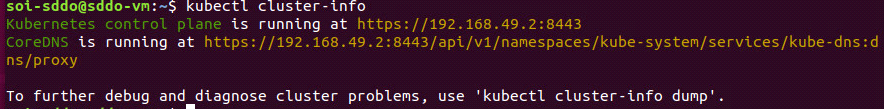 soi-sddo@sddo-vm:~$ kubectl cluster-info
Kubernetes control plane is running at https://192.168.49.2:8443
CoreDNS is running at https://192.168.49.2:8443/api/v1/namespaces/kube-system/services/kube-dns:d
ns/proxy
To further debug and diagnose cluster problems, use 'kubectl cluster-info dump'.